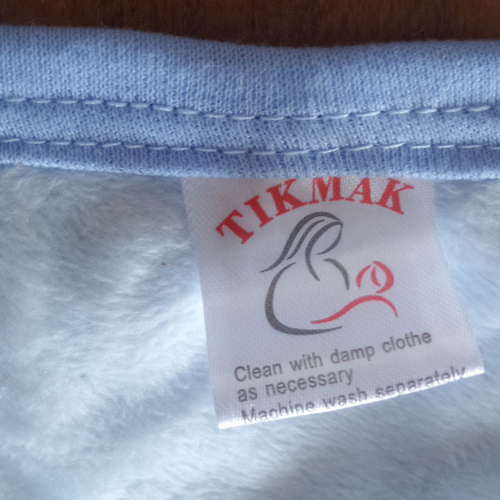 TIKMAK
Clean with damp clothe
as necessary
Machine wash separately